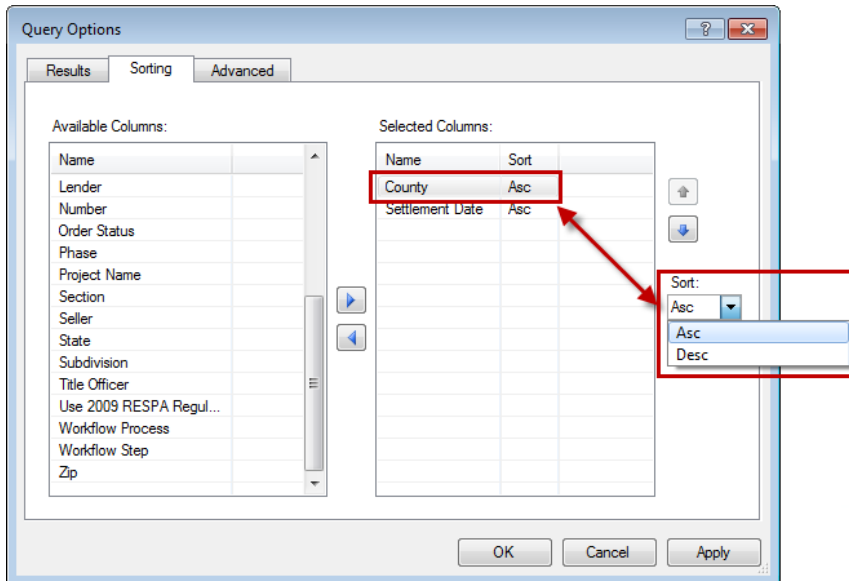 Query Options
Results Sorting Advanced
Available Columns:
Name
Lender
Number
Order Status
Phase
Project Name
Section
Seller
State
Subdivision
Title Officer
Use 2009 RESPA Regul...
Workflow Process
Workflow Step
Zip
Selected Columns:
Name Sort
County Asc
Settlement Date Asc
Sort:
Asc
Asc
Desc
OK Cancel Apply